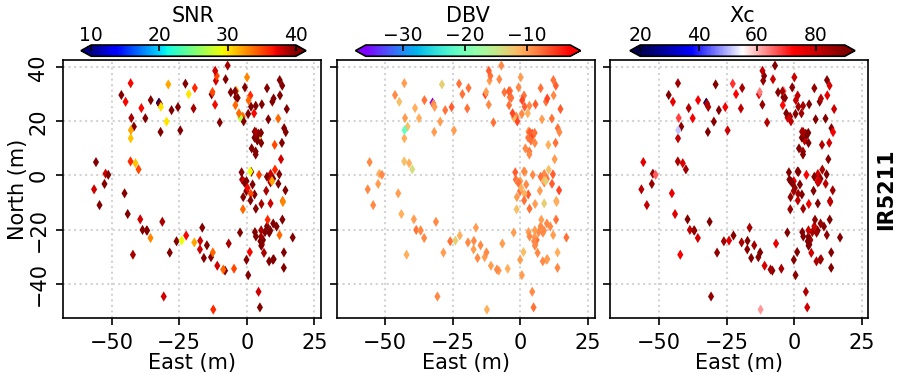 SNR DBV Xc
10 20 30 40 −30 −20 −10 20 40 60 80
40
20
0
−20
−40
North (m)
−50 −25 0 25 −50 −25 0 25 −50 −25 0 25
East (m) East (m) East (m)
IR5211